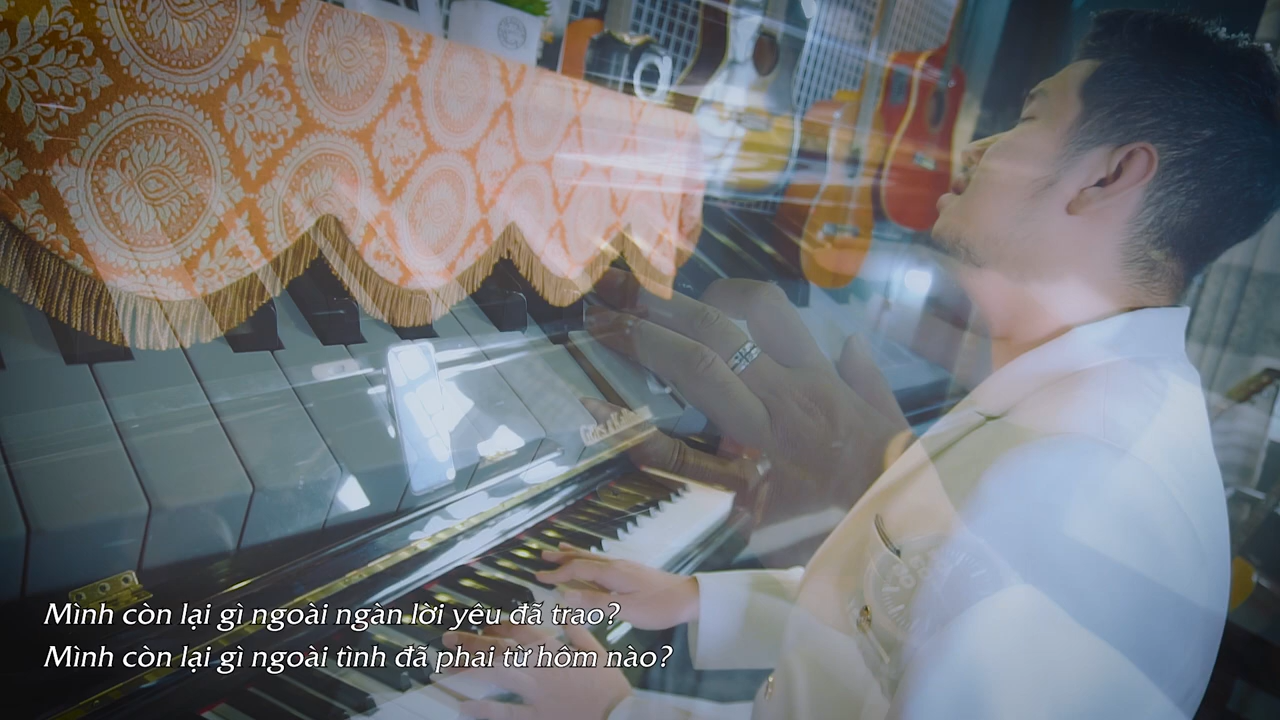 Mình còn lại gì ngoài ngàn lời yêu đã trao?
Mình còn lại gì ngoài tình đã phai từ hôm nào?